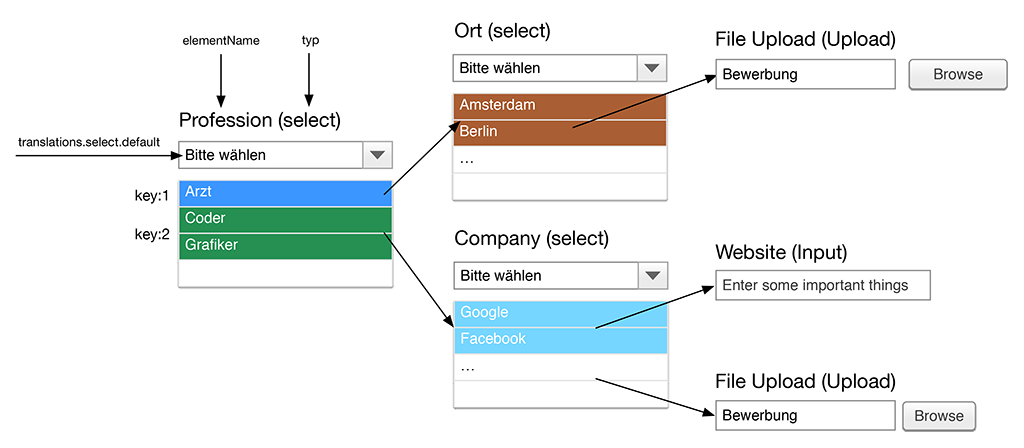 elementName
typ
Profession (select)
translations.select.default
Bitte wählen
key:1
Arzt
Coder
key:2
Grafiker
Ort (select)
Bitte wählen
Amsterdam
Berlin
...
File Upload (Upload)
Bewerbung
Browse
Company (select)
Bitte wählen
Google
Facebook
...
Website (Input)
Enter some important things
File Upload (Upload)
Bewerbung
Browse